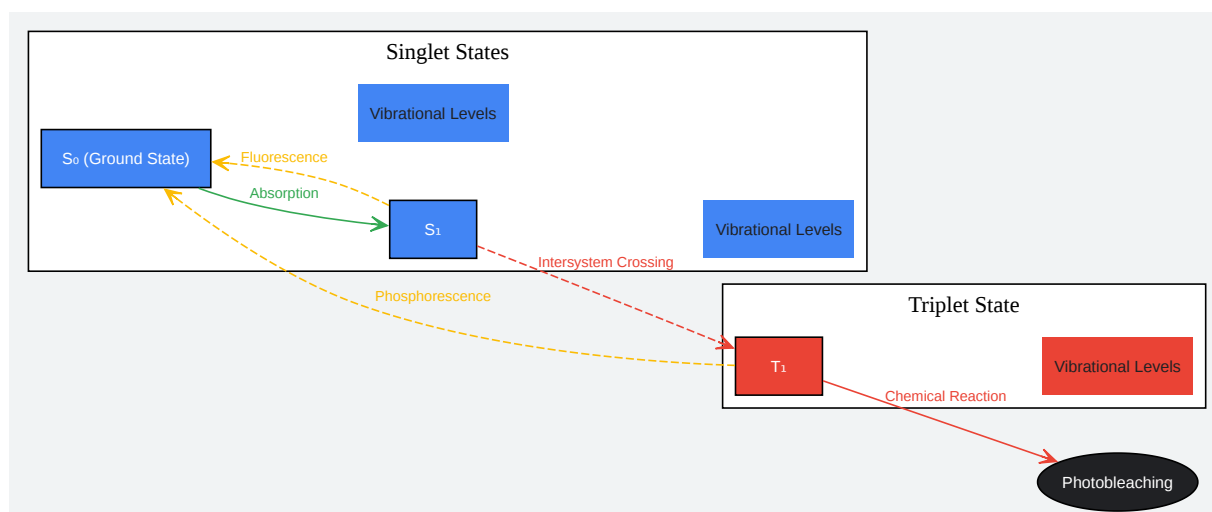 Singlet States
Vibrational Levels
S₀ (Ground State)
Fluorescence
Absorption
S₁
Vibrational Levels
Intersystem Crossing
Phosphorescence
Triplet State
T₁
Vibrational Levels
Chemical Reaction
Photobleaching